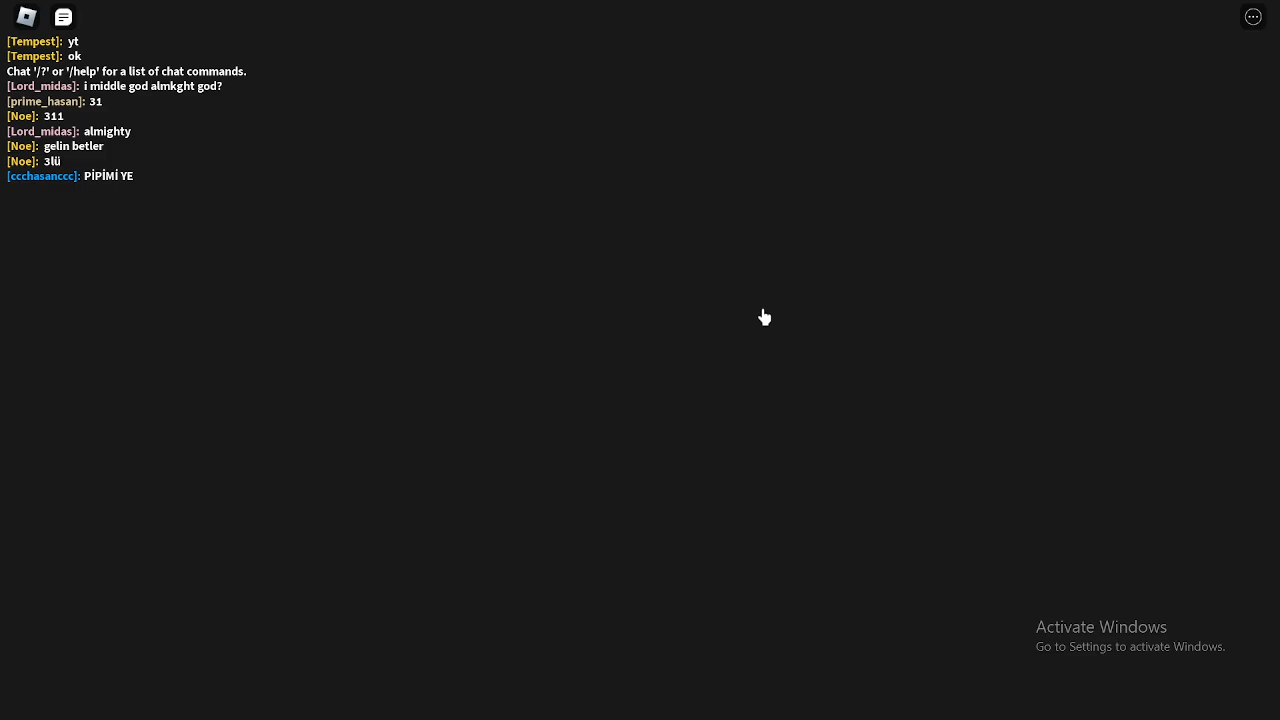 [Tempest]: yt
[Tempest]: ok
Chat '/?' or '/help' for a list of chat commands.
[Lord_midas]: i middle god almkght god?
[prime_hasan]: 31
[Noe]: 311
[Lord_midas]: almighty
[Noe]: gelin betler
[Noe]: 3lü
[ccchasanccc]: PİPİMİ YE
Activate Windows
Go to Settings to activate Windows.